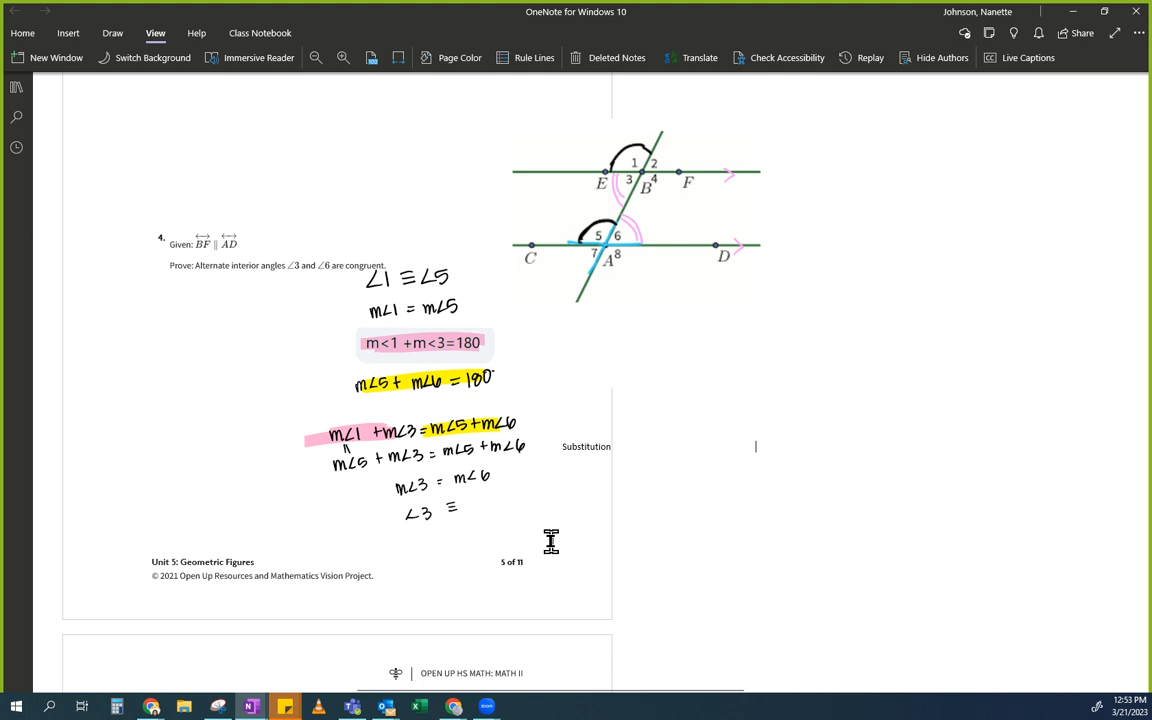 OneNote for Windows 10
Johnson, Nanette
Home Insert Draw View Help Class Notebook
Share
New Window Switch Background Immersive Reader 100 Page Color Rule Lines Deleted Notes Translate Check Accessibility Replay Hide Authors Live Captions
1 2
E 3 B 4 F
5 6
C 7 A 8 D
4.
Given: BF ∥ AD
Prove: Alternate interior angles ∠3 and ∠6 are congruent.
∠1 ≡ ∠5
m∠1 = m∠5
m<1 +m<3=180
m∠5 + m∠6 = 180
m∠1 + m∠3 = m∠5 + m∠6
m∠5 + m∠3 = m∠5 + m∠6
Substitution
m∠3 = m∠6
∠3 ≡
Unit 5: Geometric Figures
5 of 11
© 2021 Open Up Resources and Mathematics Vision Project.
OPEN UP HS MATH: MATH II
12:53 PM
3/21/2023